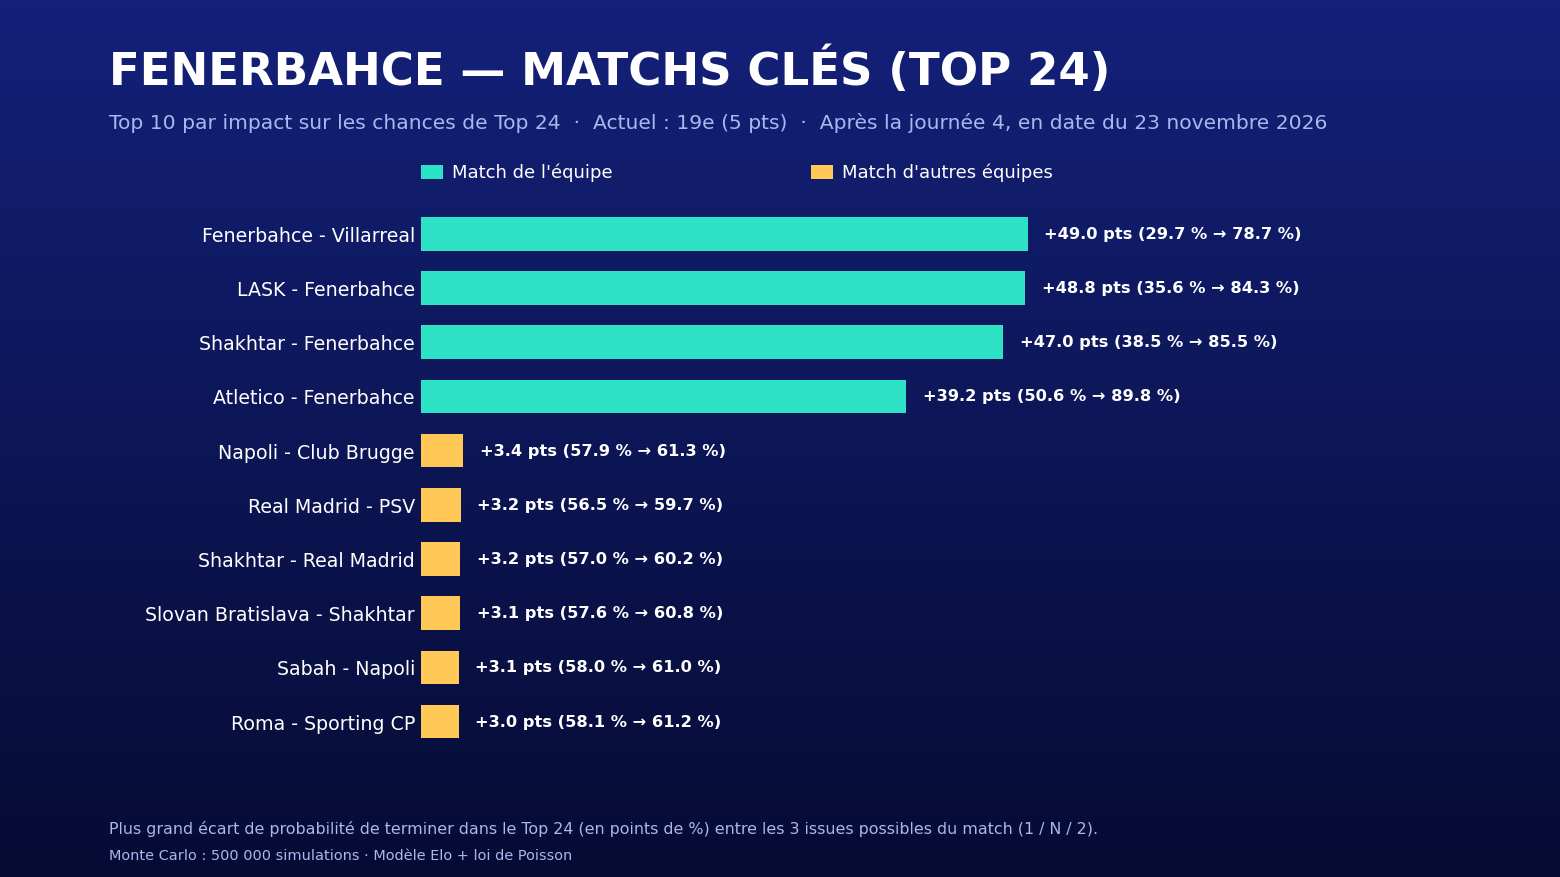 FENERBAHCE — MATCHS CLÉS (TOP 24)
Top 10 par impact sur les chances de Top 24 · Actuel : 19e (5 pts) · Après la journée 4, en date du 23 novembre 2026
Match de l'équipe Match d'autres équipes
Fenerbahce - Villarreal +49.0 pts (29.7 % → 78.7 %)
LASK - Fenerbahce +48.8 pts (35.6 % → 84.3 %)
Shakhtar - Fenerbahce +47.0 pts (38.5 % → 85.5 %)
Atletico - Fenerbahce +39.2 pts (50.6 % → 89.8 %)
Napoli - Club Brugge +3.4 pts (57.9 % → 61.3 %)
Real Madrid - PSV +3.2 pts (56.5 % → 59.7 %)
Shakhtar - Real Madrid +3.2 pts (57.0 % → 60.2 %)
Slovan Bratislava - Shakhtar +3.1 pts (57.6 % → 60.8 %)
Sabah - Napoli +3.1 pts (58.0 % → 61.0 %)
Roma - Sporting CP +3.0 pts (58.1 % → 61.2 %)
Plus grand écart de probabilité de terminer dans le Top 24 (en points de %) entre les 3 issues possibles du match (1 / N / 2).
Monte Carlo : 500 000 simulations · Modèle Elo + loi de Poisson